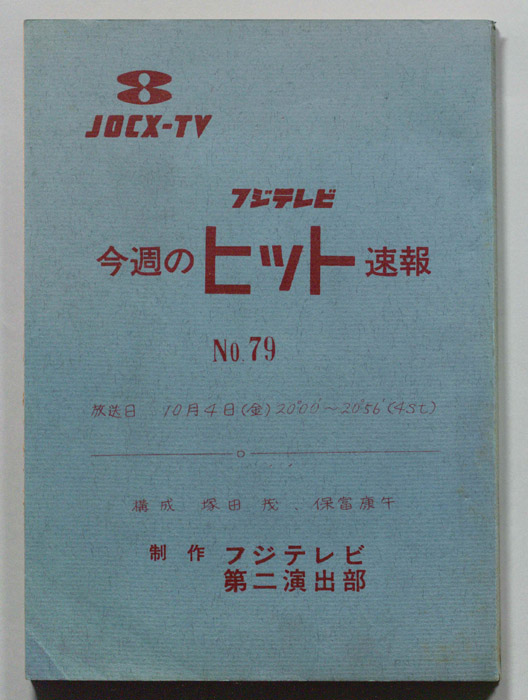 JOCX-TV
フジテレビ
今週のヒット速報
No. 79
放送日 10月4日(金)20°00'～20°56'(4St)
構成 塚田茂、保富康午
制作 フジテレビ
第二演出部